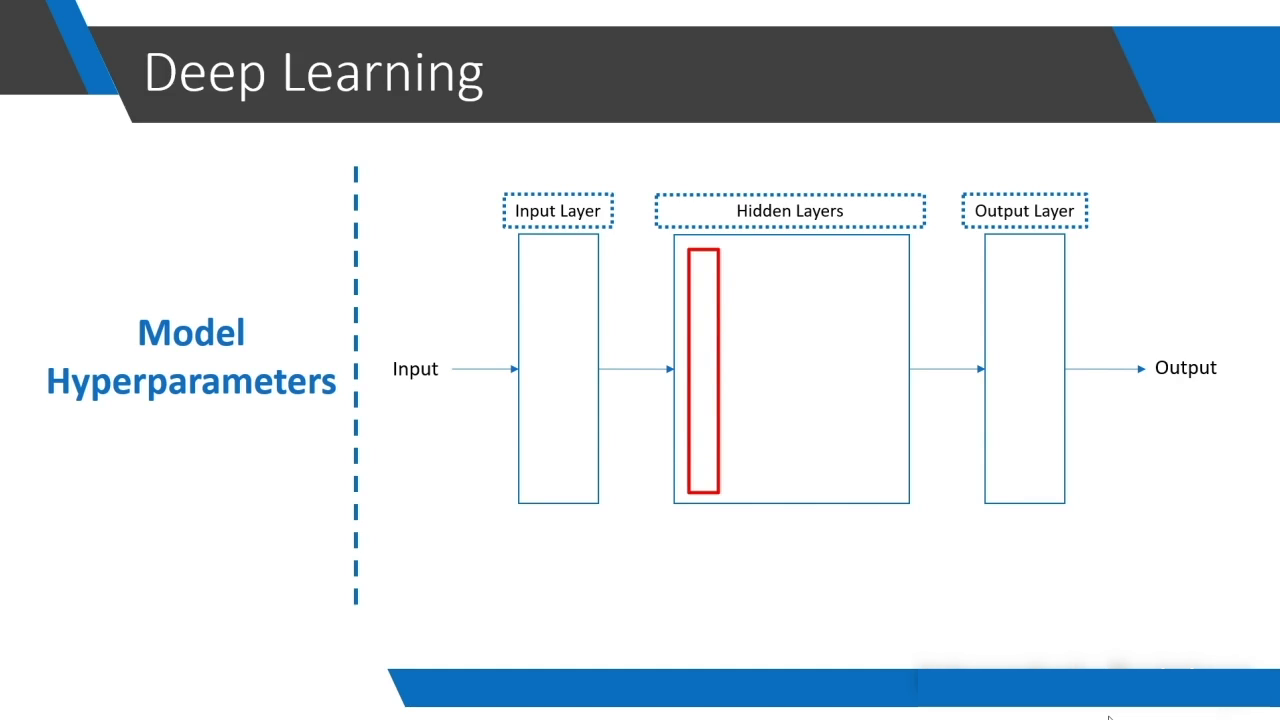 Deep Learning
Model
Hyperparameters
Input Layer
Hidden Layers
Output Layer
Input
Output